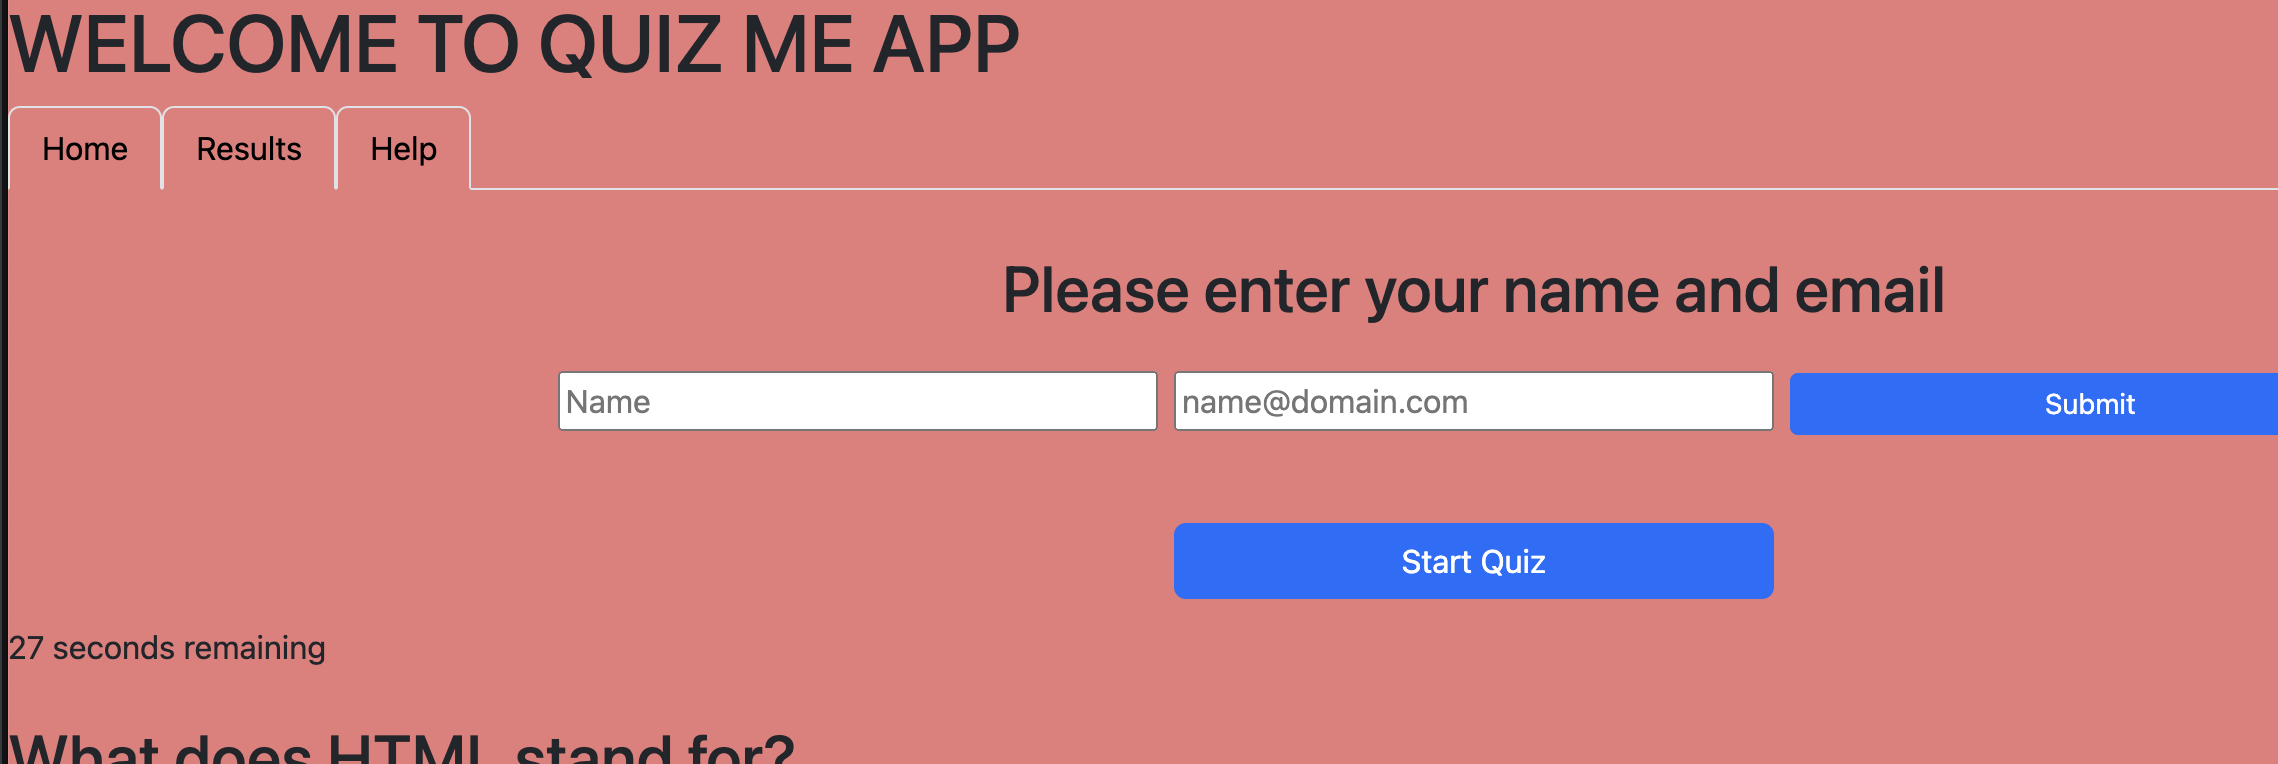 WELCOME TO QUIZ ME APP
Home Results Help
Please enter your name and email
Name name@domain.com Submit
Start Quiz
27 seconds remaining
What does HTML stand for?